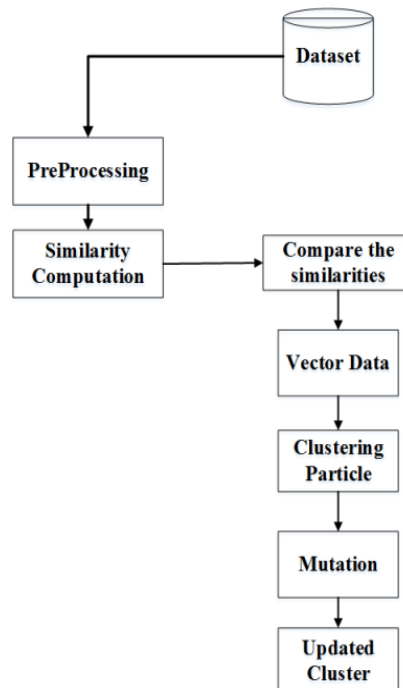 Dataset
PreProcessing
Similarity
Computation
Compare the
similarities
Vector Data
Clustering
Particle
Mutation
Updated
Cluster